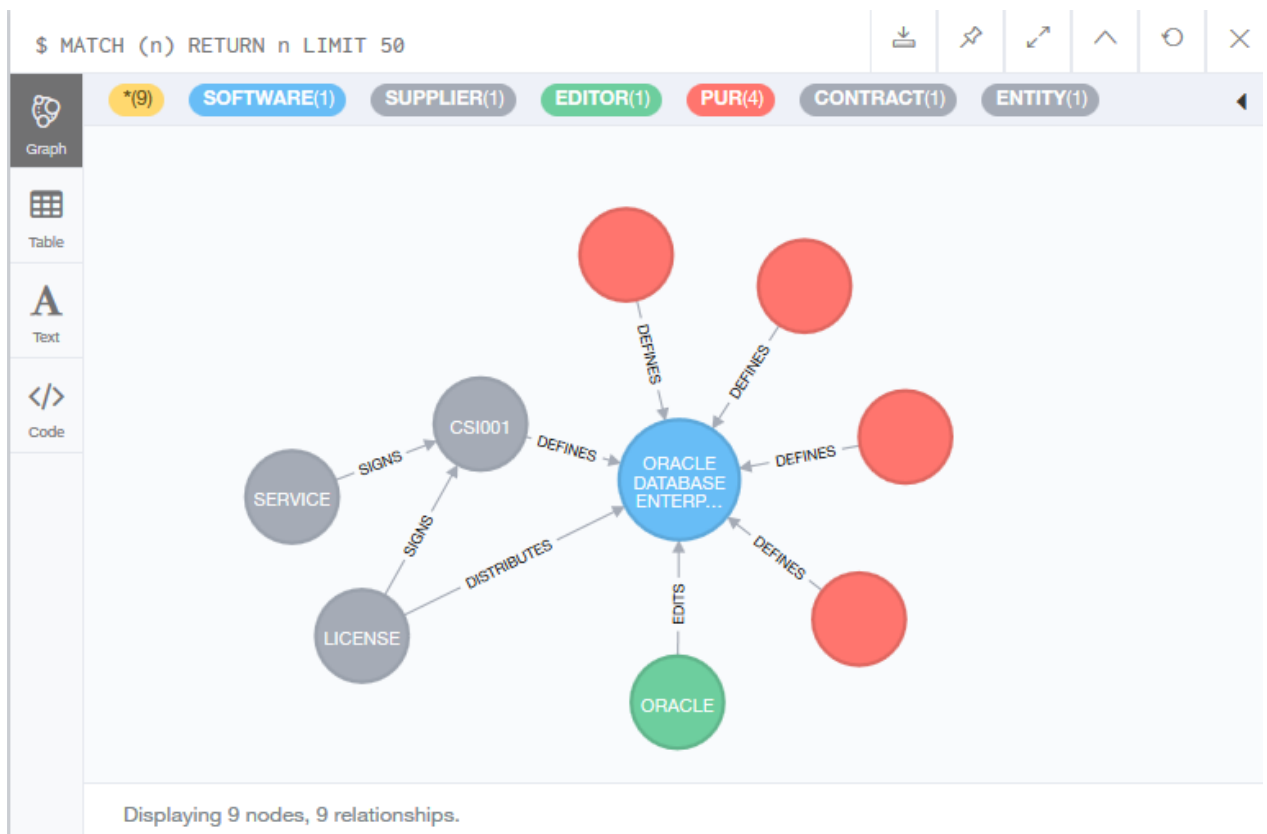 $ MATCH (n) RETURN n LIMIT 50
*(9) SOFTWARE(1) SUPPLIER(1) EDITOR(1) PUR(4) CONTRACT(1) ENTITY(1)
Graph
Table
A
Text
</>
Code
DEFINES
DEFINES
CSI001
DEFINES
DEFINES
SIGNS
ORACLE
DATABASE
ENTERP...
SERVICE
SIGNS
DISTRIBUTES
DEFINES
EDITS
LICENSE
ORACLE
Displaying 9 nodes, 9 relationships.